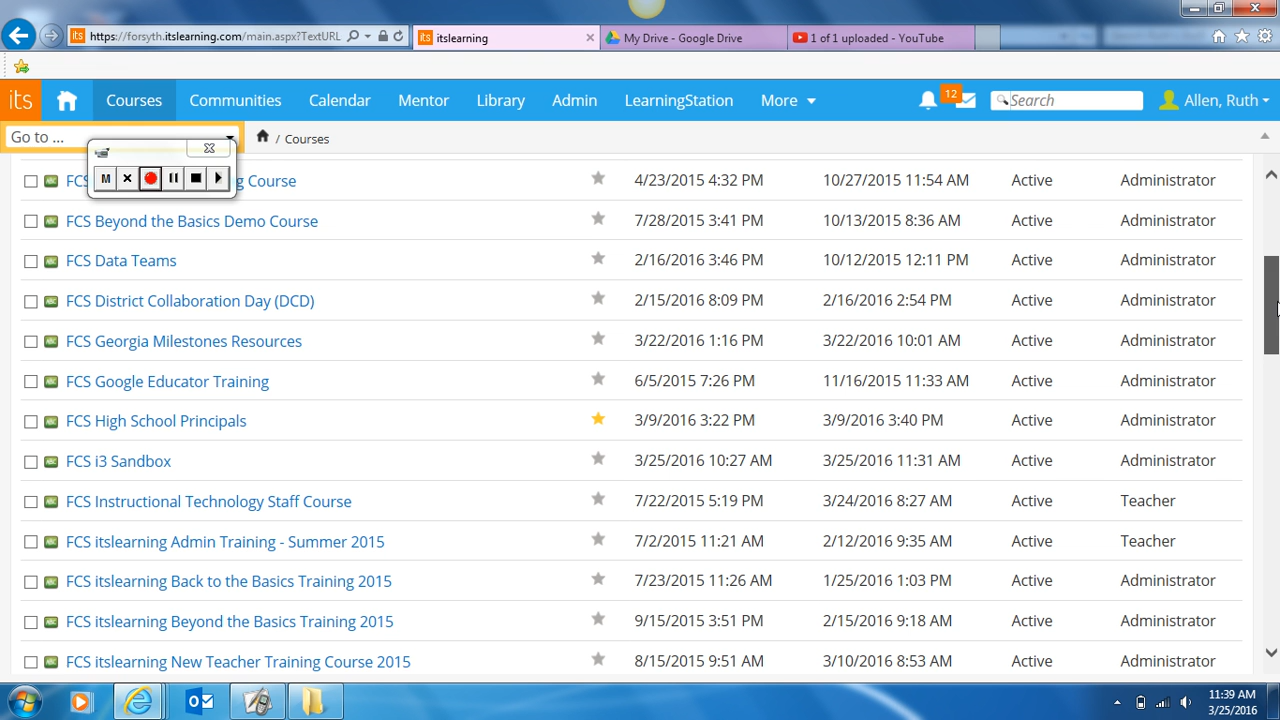 https://forsyth.itslearning.com/main.aspx?TextURL
its itslearning
My Drive - Google Drive
1 of 1 uploaded - YouTube
its Courses Communities Calendar Mentor Library Admin LearningStation More 12 Search Allen, Ruth
Go to ... / Courses
M
FCS g Course 4/23/2015 4:32 PM 10/27/2015 11:54 AM Active Administrator
FCS Beyond the Basics Demo Course 7/28/2015 3:41 PM 10/13/2015 8:36 AM Active Administrator
FCS Data Teams 2/16/2016 3:46 PM 10/12/2015 12:11 PM Active Administrator
FCS District Collaboration Day (DCD) 2/15/2016 8:09 PM 2/16/2016 2:54 PM Active Administrator
FCS Georgia Milestones Resources 3/22/2016 1:16 PM 3/22/2016 10:01 AM Active Administrator
FCS Google Educator Training 6/5/2015 7:26 PM 11/16/2015 11:33 AM Active Administrator
FCS High School Principals 3/9/2016 3:22 PM 3/9/2016 3:40 PM Active Administrator
FCS i3 Sandbox 3/25/2016 10:27 AM 3/25/2016 11:31 AM Active Administrator
FCS Instructional Technology Staff Course 7/22/2015 5:19 PM 3/24/2016 8:27 AM Active Teacher
FCS itslearning Admin Training - Summer 2015 7/2/2015 11:21 AM 2/12/2016 9:35 AM Active Teacher
FCS itslearning Back to the Basics Training 2015 7/23/2015 11:26 AM 1/25/2016 1:03 PM Active Administrator
FCS itslearning Beyond the Basics Training 2015 9/15/2015 3:51 PM 2/15/2016 9:18 AM Active Administrator
FCS itslearning New Teacher Training Course 2015 8/15/2015 9:51 AM 3/10/2016 8:53 AM Active Administrator
11:39 AM
3/25/2016